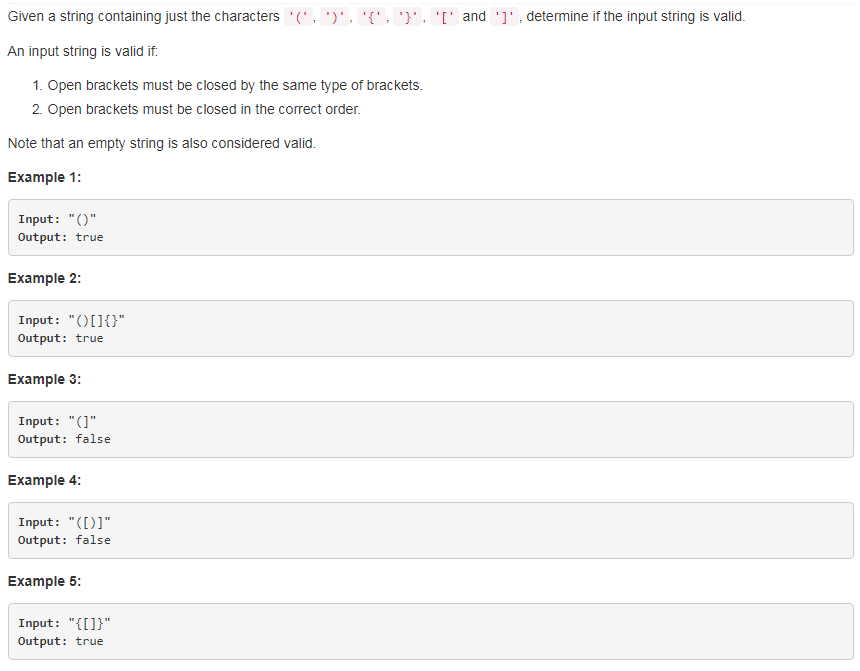 Given a string containing just the characters '(', ')', '{', '}', '[' and ']', determine if the input string is valid.
An input string is valid if:
1. Open brackets must be closed by the same type of brackets.
2. Open brackets must be closed in the correct order.
Note that an empty string is also considered valid.
Example 1:
Input: "()"
Output: true
Example 2:
Input: "()[]{}"
Output: true
Example 3:
Input: "(]"
Output: false
Example 4:
Input: "([)]"
Output: false
Example 5:
Input: "{[]}"
Output: true